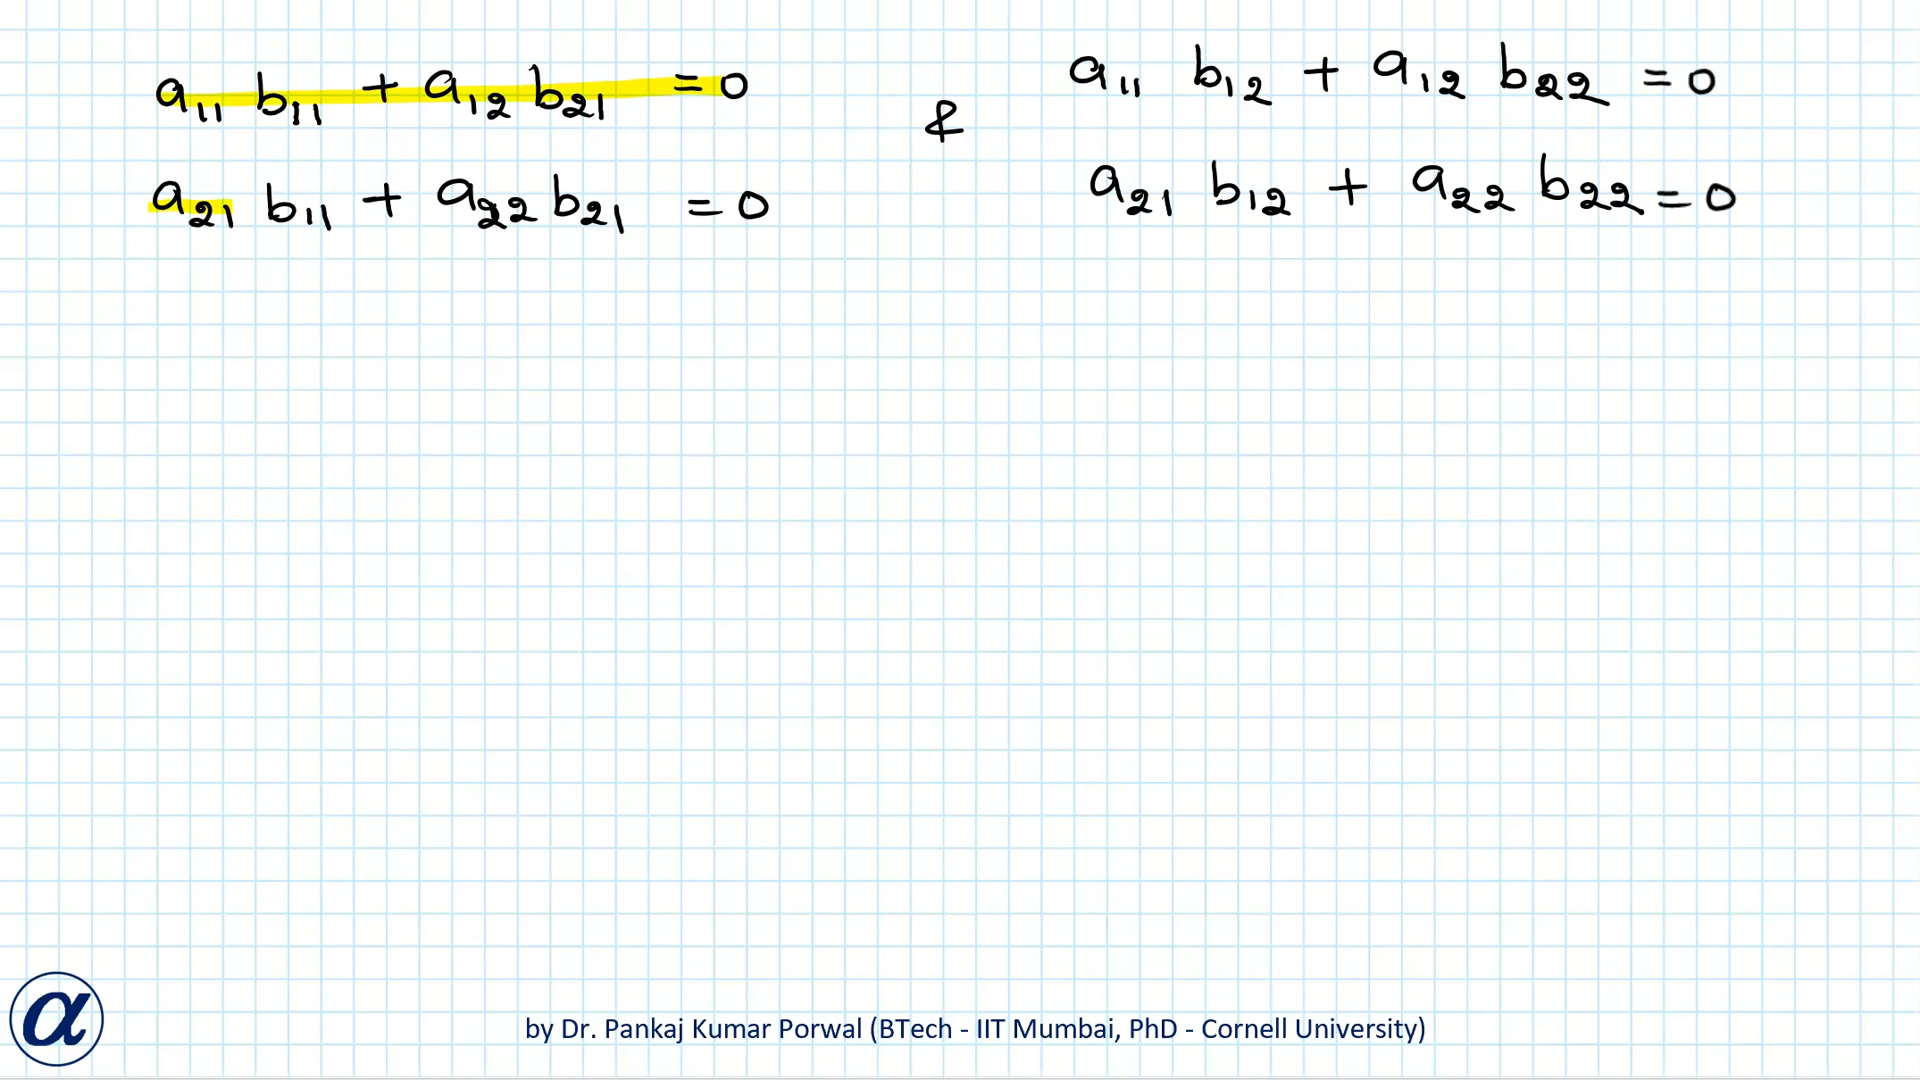 a₁₁ b₁₁ + a₁₂ b₂₁ = 0
&
a₁₁ b₁₂ + a₁₂ b₂₂ = 0
a₂₁ b₁₁ + a₂₂ b₂₁ = 0
a₂₁ b₁₂ + a₂₂ b₂₂ = 0
α
by Dr. Pankaj Kumar Porwal (BTech - IIT Mumbai, PhD - Cornell University)